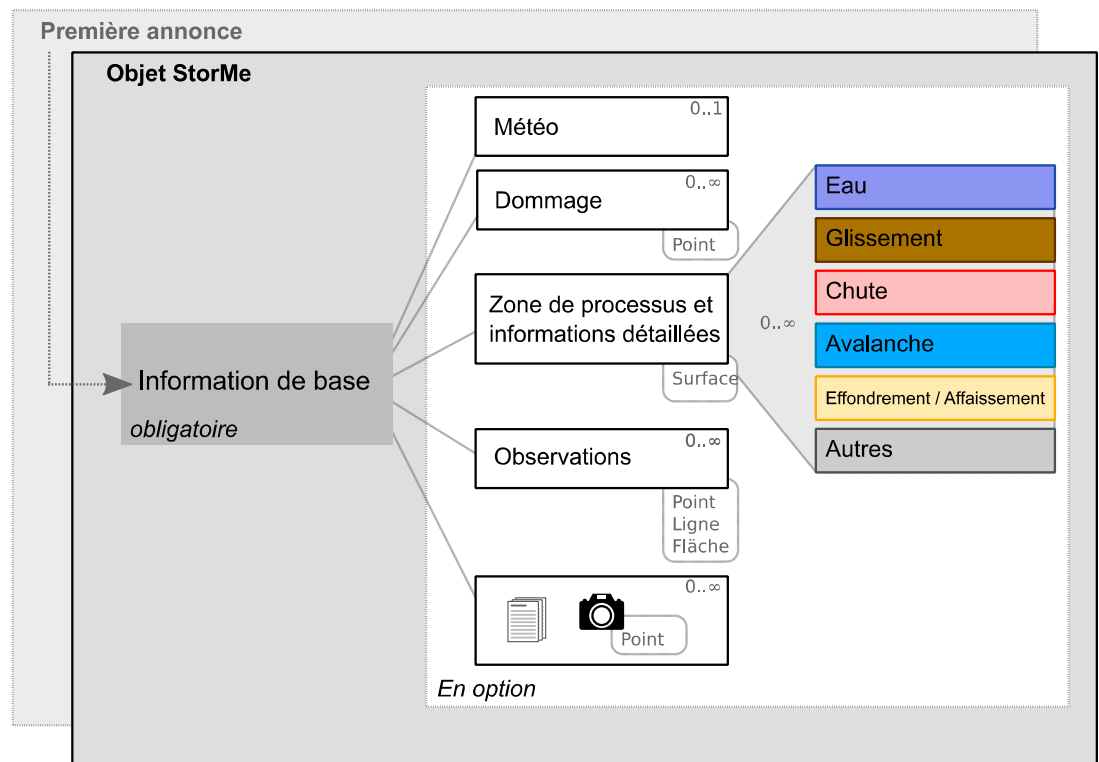 Première annonce
Objet StorMe
0..1
Météo
0..∞
Dommage
Point
Zone de processus et
informations détaillées
Surface
0..∞
Eau
Glissement
Chute
Avalanche
Effondrement / Affaissement
Autres
Information de base
obligatoire
0..∞
Observations
Point
Ligne
Fläche
0..∞
Point
En option